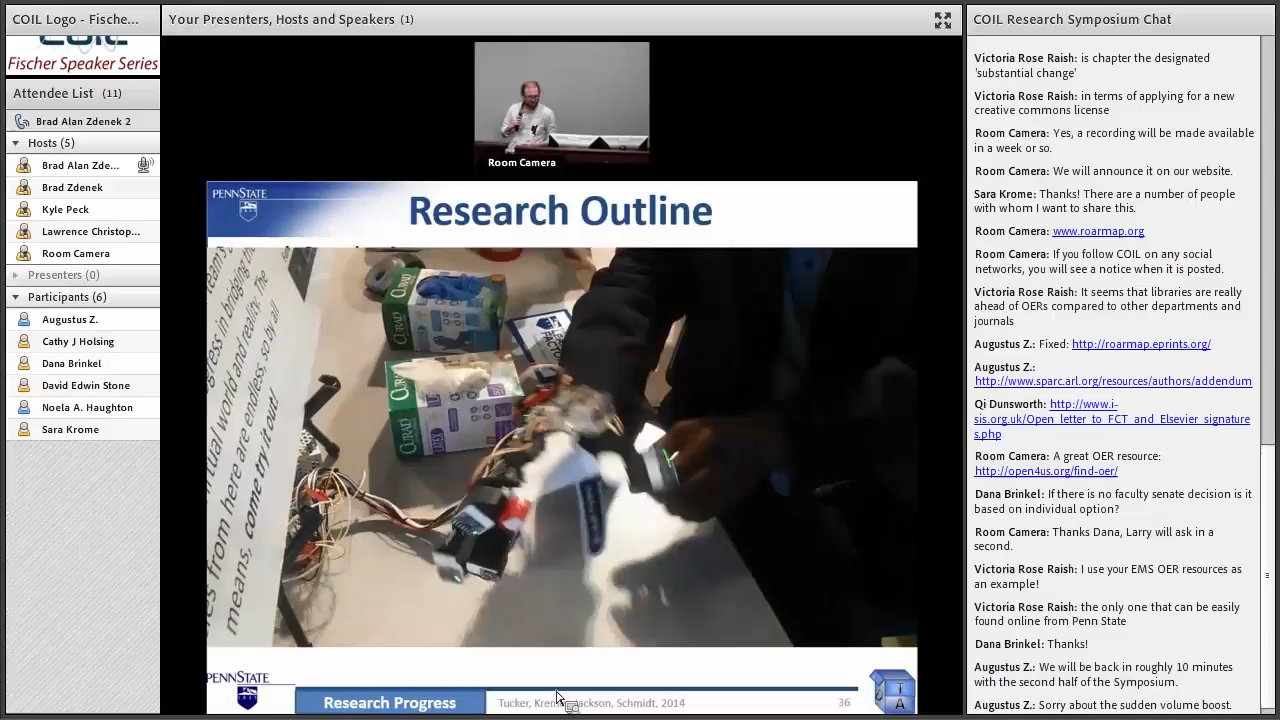 COIL Logo - Fische...
COIL
Fischer Speaker Series
Attendee List (11)
Brad Alan Zdenek 2
Hosts (5)
Brad Alan Zde...
Brad Zdenek
Kyle Peck
Lawrence Christop...
Room Camera
Presenters (0)
Participants (6)
Augustus Z.
Cathy J Holsing
Dana Brinkel
David Edwin Stone
Noela A. Haughton
Sara Krome
Your Presenters, Hosts and Speakers (1)
Room Camera
PENNSTATE
Research Outline
CURAD
CURAD
means, come try it out!
PENNSTATE
Research Progress
Jackson, Schmidt, 2014
36
COIL Research Symposium Chat
Victoria Rose Raish: is chapter the designated
'substantial change'
Victoria Rose Raish: in terms of applying for a new
creative commons license
Room Camera: Yes, a recording will be made available
in a week or so.
Room Camera: We will announce it on our website.
Sara Krome: Thanks! There are a number of people
with whom I want to share this.
Room Camera: www.roarmap.org
Room Camera: If you follow COIL on any social
networks, you will see a notice when it is posted.
Victoria Rose Raish: It seems that libraries are really
ahead of OERs compared to other departments and
journals
Augustus Z.: Fixed: http://roarmap.eprints.org/
Augustus Z.:
http://www.sparc.arl.org/resources/authors/addendum
Qi Dunsworth: http://www.i-
sis.org.uk/Open_letter_to_FCT_and_Elsevier_signature
s.php
Room Camera: A great OER resource:
http://open4us.org/find-oer/
Dana Brinkel: If there is no faculty senate decision is it
based on individual option?
Room Camera: Thanks Dana, Larry will ask in a
second.
Victoria Rose Raish: I use your EMS OER resources as
an example!
Victoria Rose Raish: the only one that can be easily
found online from Penn State
Dana Brinkel: Thanks!
Augustus Z.: We will be back in roughly 10 minutes
with the second half of the Symposium.
Augustus Z.: Sorry about the sudden volume boost.